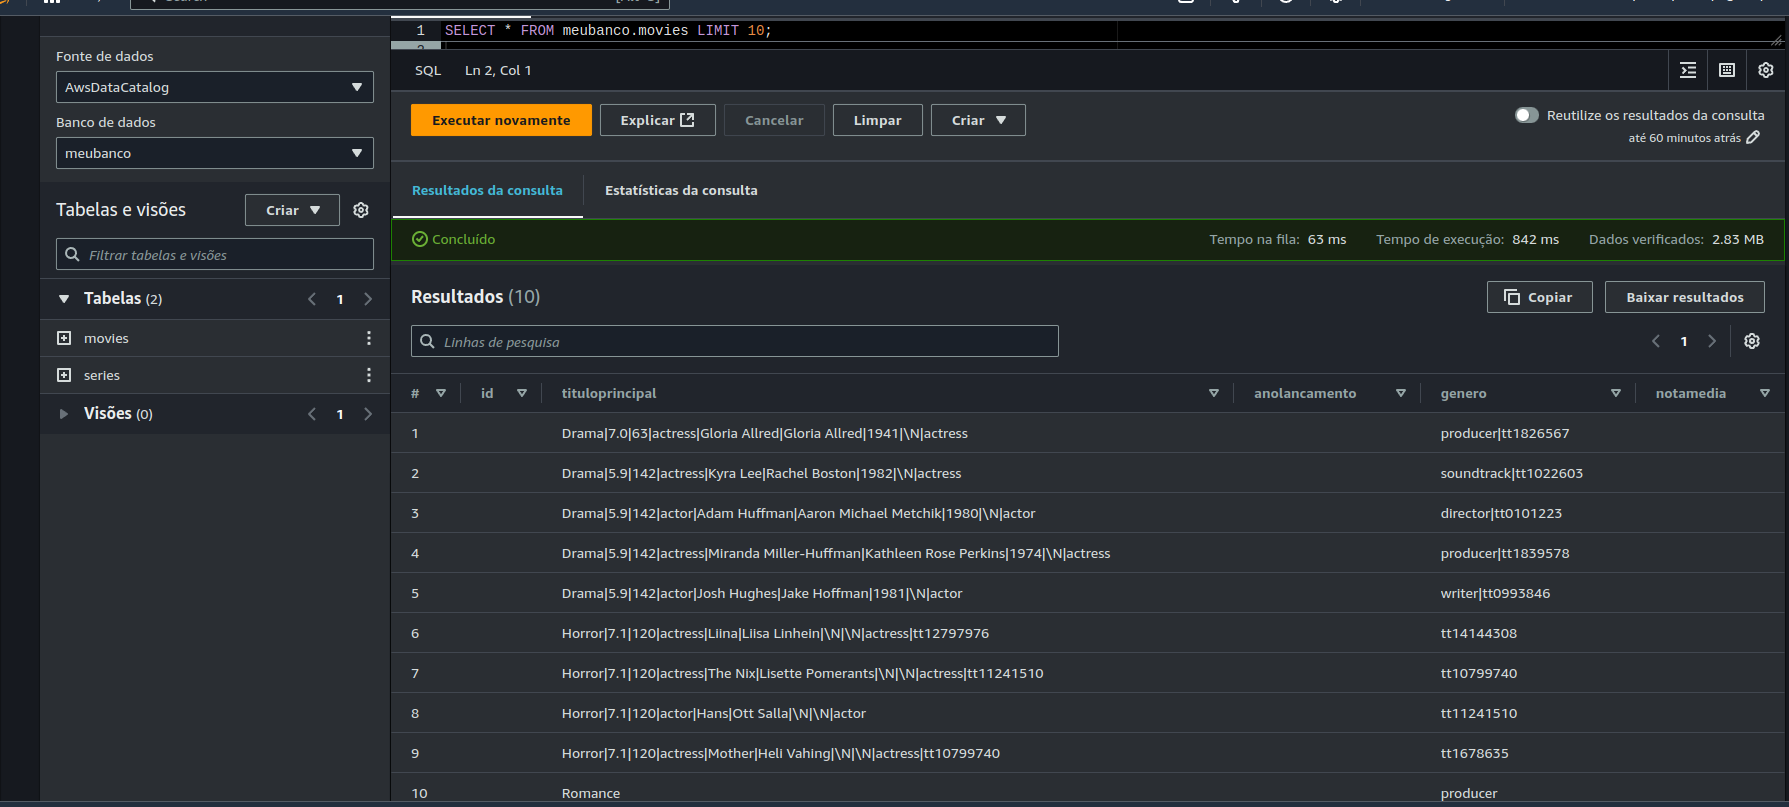 1 SELECT * FROM meubanco.movies LIMIT 10;
SQL Ln 2, Col 1
Fonte de dados
AwsDataCatalog
Banco de dados
meubanco
Executar novamente Explicar Cancelar Limpar Criar
Reutilize os resultados da consulta
até 60 minutos atrás
Tabelas e visões Criar
Filtrar tabelas e visões
Tabelas (2) 1
movies
series
Visões (0) 1
Resultados da consulta Estatísticas da consulta
Concluído Tempo na fila: 63 ms Tempo de execução: 842 ms Dados verificados: 2.83 MB
Resultados (10) Copiar Baixar resultados
Linhas de pesquisa 1
# id tituloprincipal anolancamento genero notamedia
1 Drama|7.0|63|actress|Gloria Allred|Gloria Allred|1941|\N|actress producer|tt1826567
2 Drama|5.9|142|actress|Kyra Lee|Rachel Boston|1982|\N|actress soundtrack|tt1022603
3 Drama|5.9|142|actor|Adam Huffman|Aaron Michael Metchik|1980|\N|actor director|tt0101223
4 Drama|5.9|142|actress|Miranda Miller-Huffman|Kathleen Rose Perkins|1974|\N|actress producer|tt1839578
5 Drama|5.9|142|actor|Josh Hughes|Jake Hoffman|1981|\N|actor writer|tt0993846
6 Horror|7.1|120|actress|Liina|Liisa Linhein|\N|\N|actress|tt12797976 tt14144308
7 Horror|7.1|120|actress|The Nix|Lisette Pomerants|\N|\N|actress|tt11241510 tt10799740
8 Horror|7.1|120|actor|Hans|Ott Salla|\N|\N|actor tt11241510
9 Horror|7.1|120|actress|Mother|Heli Vahing|\N|\N|actress|tt10799740 tt1678635
10 Romance producer